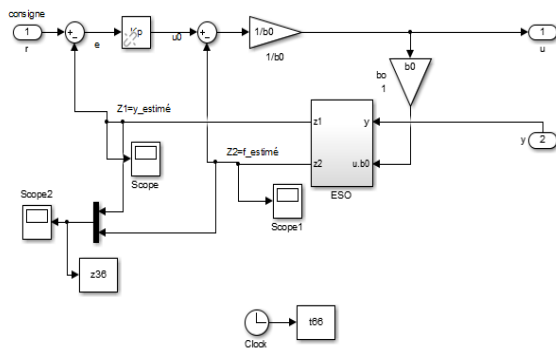 consigne
1
r
e
Kp
u0
1/b0
1/b0
1
u
b0
bo
1
Z1=y_estimé
z1
y
y
2
Z2=f_estimé
z2
u.b0
ESO
Scope
Scope1
Scope2
z36
t66
Clock